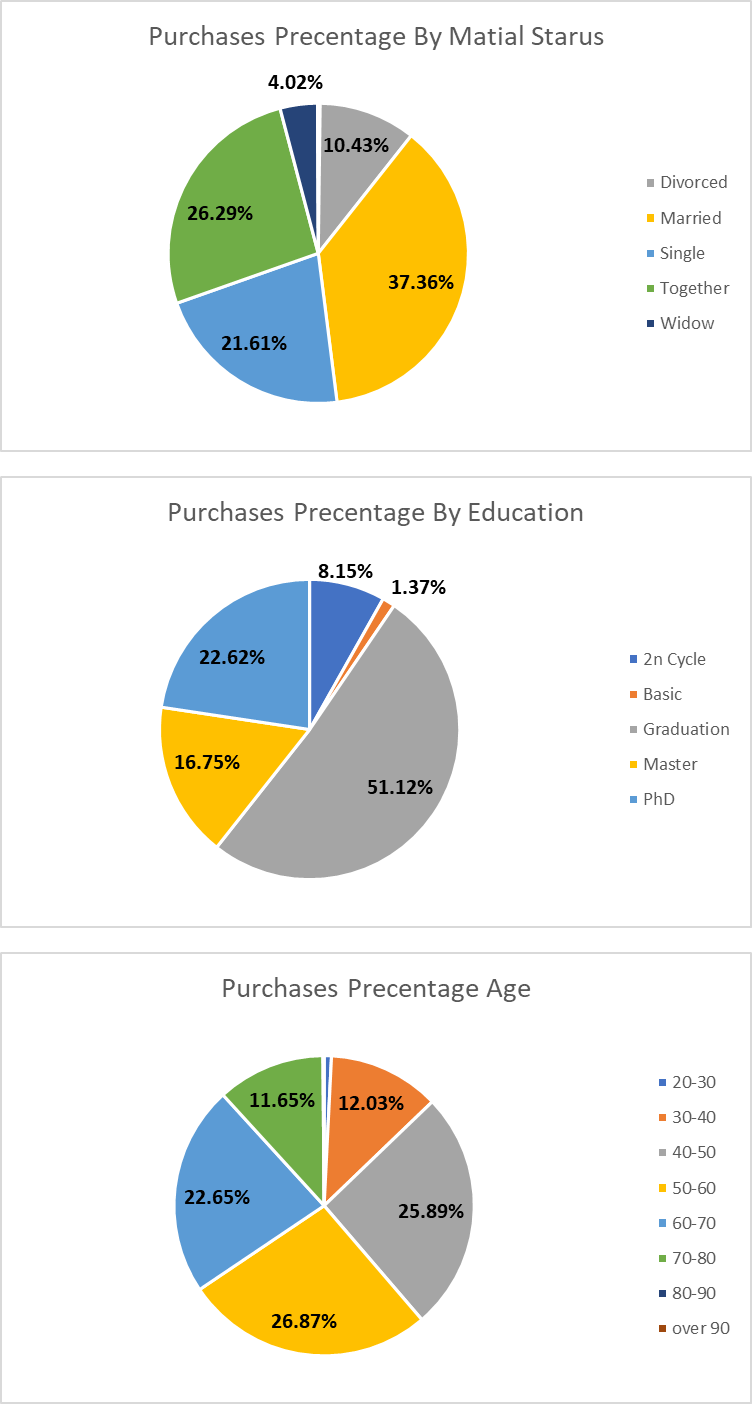 Purchases Precentage By Matial Starus
4.02%
10.43%
26.29%
37.36%
21.61%
Divorced
Married
Single
Together
Widow
Purchases Precentage By Education
8.15%
1.37%
22.62%
16.75%
51.12%
2n Cycle
Basic
Graduation
Master
PhD
Purchases Precentage Age
11.65%
12.03%
22.65%
25.89%
26.87%
20-30
30-40
40-50
50-60
60-70
70-80
80-90
over 90